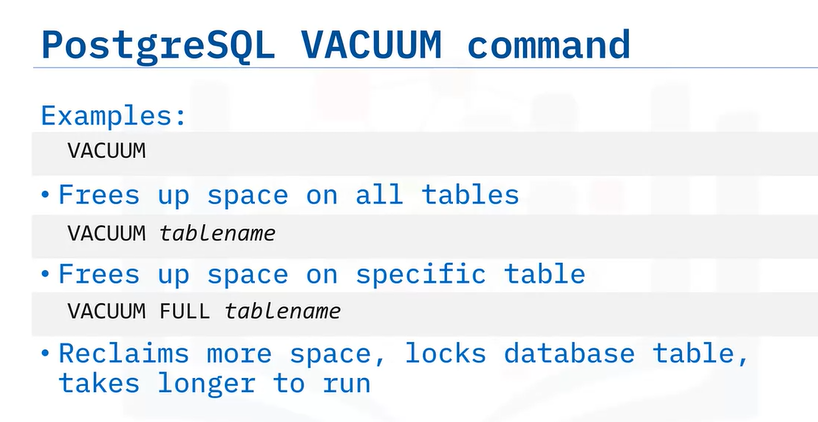 PostgreSQL VACUUM command
Examples:
VACUUM
• Frees up space on all tables
VACUUM tablename
• Frees up space on specific table
VACUUM FULL tablename
• Reclaims more space, locks database table,
takes longer to run